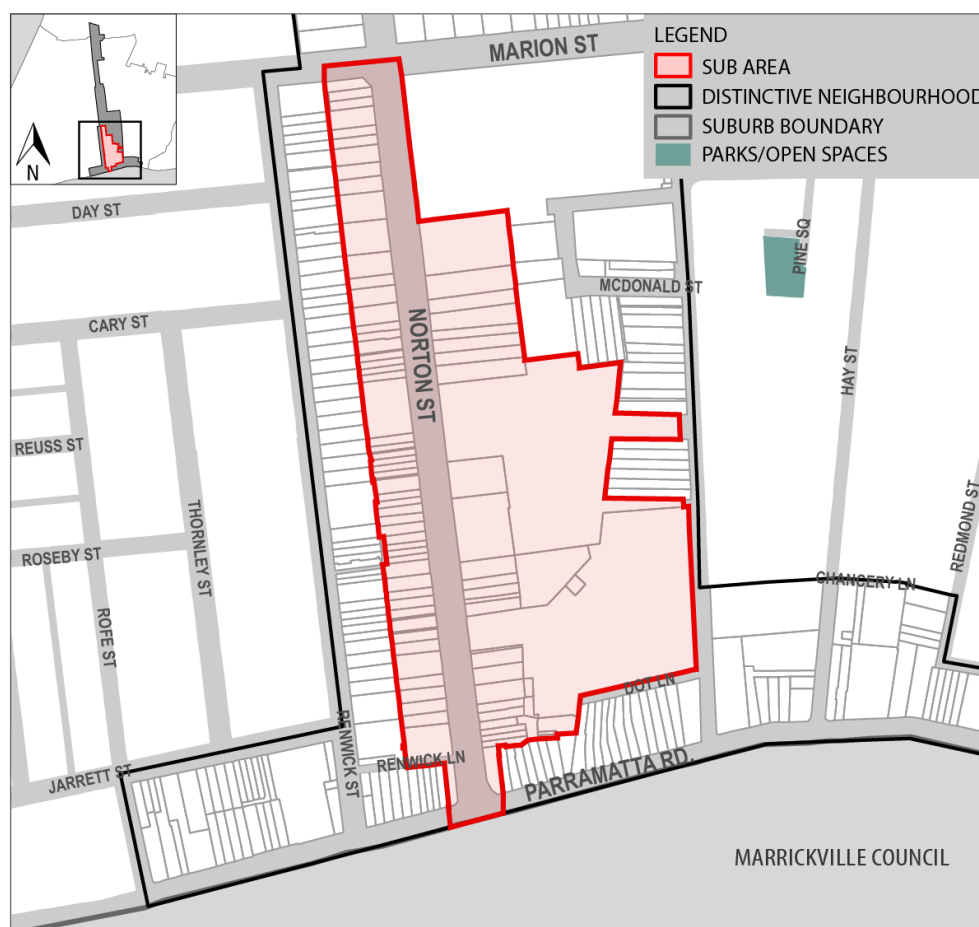 MARION ST
LEGEND
SUB AREA
DISTINCTIVE NEIGHBOURHOOD
SUBURB BOUNDARY
PARKS/OPEN SPACES
N
DAY ST
PINE SQ
MCDONALD ST
CARY ST
NORTON ST
HAY ST
REUSS ST
THORNLEY ST
REDMOND ST
ROSEBY ST
CHANCERY LN
ROFE ST
DOT LN
RENWICK ST
RENWICK LN
JARRETT ST
PARRAMATTA RD.
MARRICKVILLE COUNCIL